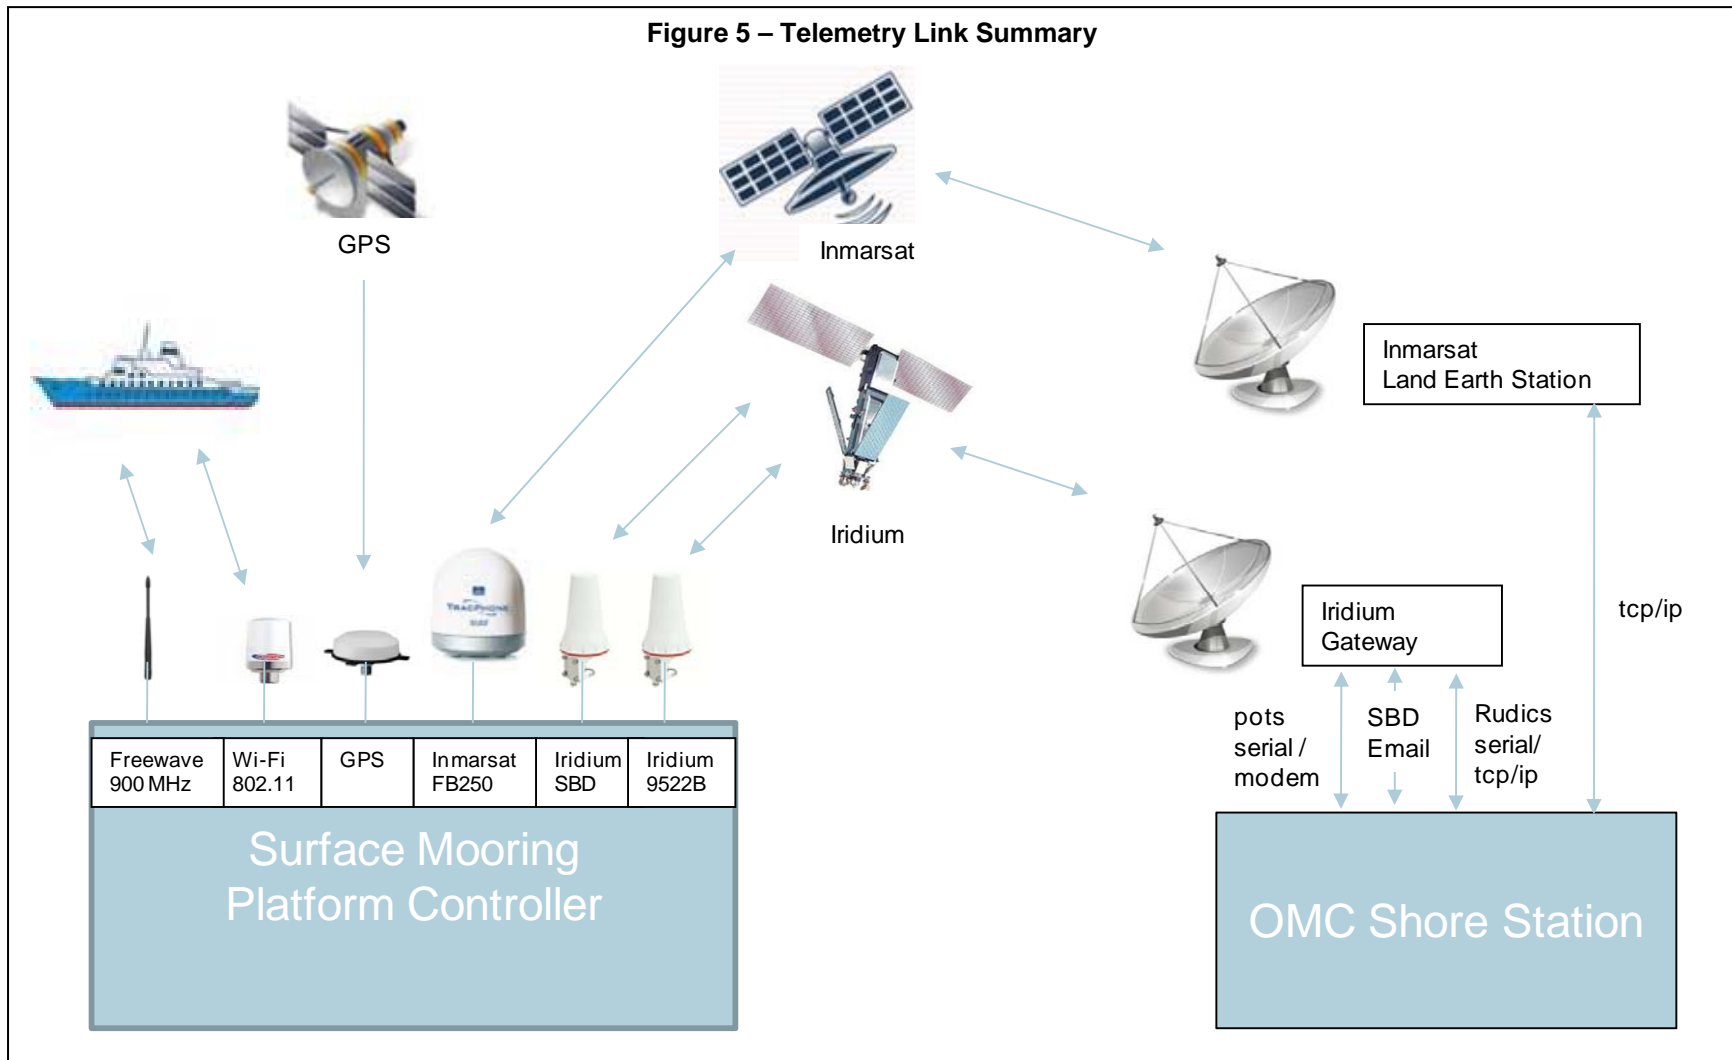 Figure 5 – Telemetry Link Summary
GPS
Inmarsat
Iridium
Inmarsat
Land Earth Station
TRACPHONE
Iridium
Gateway
tcp/ip
pots
serial /
modem
SBD
Email
Rudics
serial/
tcp/ip
Freewave
900 MHz
Wi-Fi
802.11
GPS
Inmarsat
FB250
Iridium
SBD
Iridium
9522B
Surface Mooring
Platform Controller
OMC Shore Station